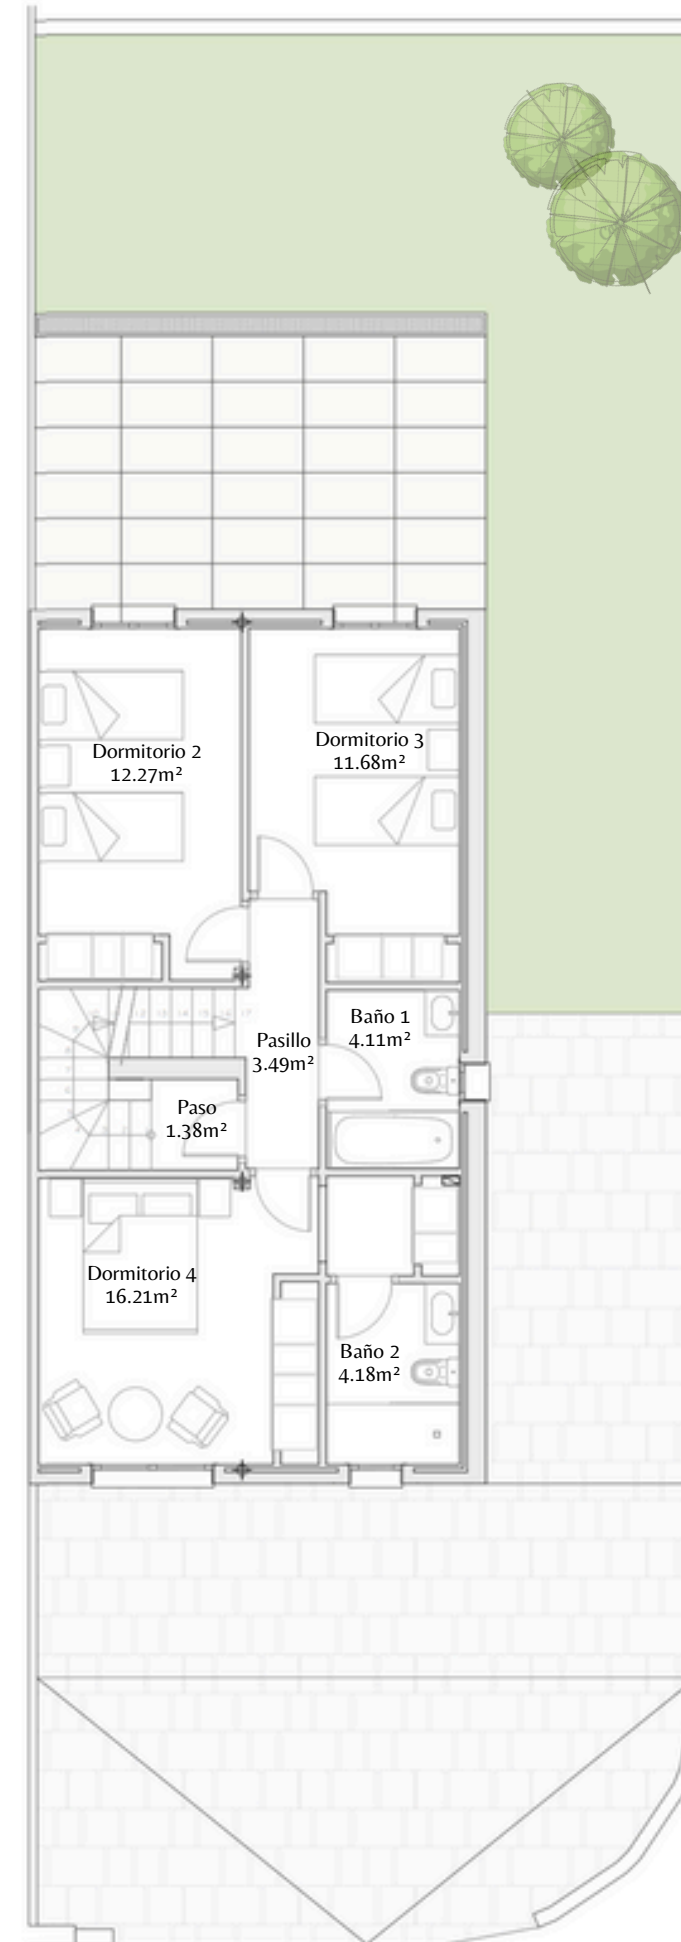 Dormitorio 2
12.27m²
Dormitorio 3
11.68m²
Baño 1
4.11m²
Pasillo
3.49m²
Paso
1.38m²
Dormitorio 4
16.21m²
Baño 2
4.18m²